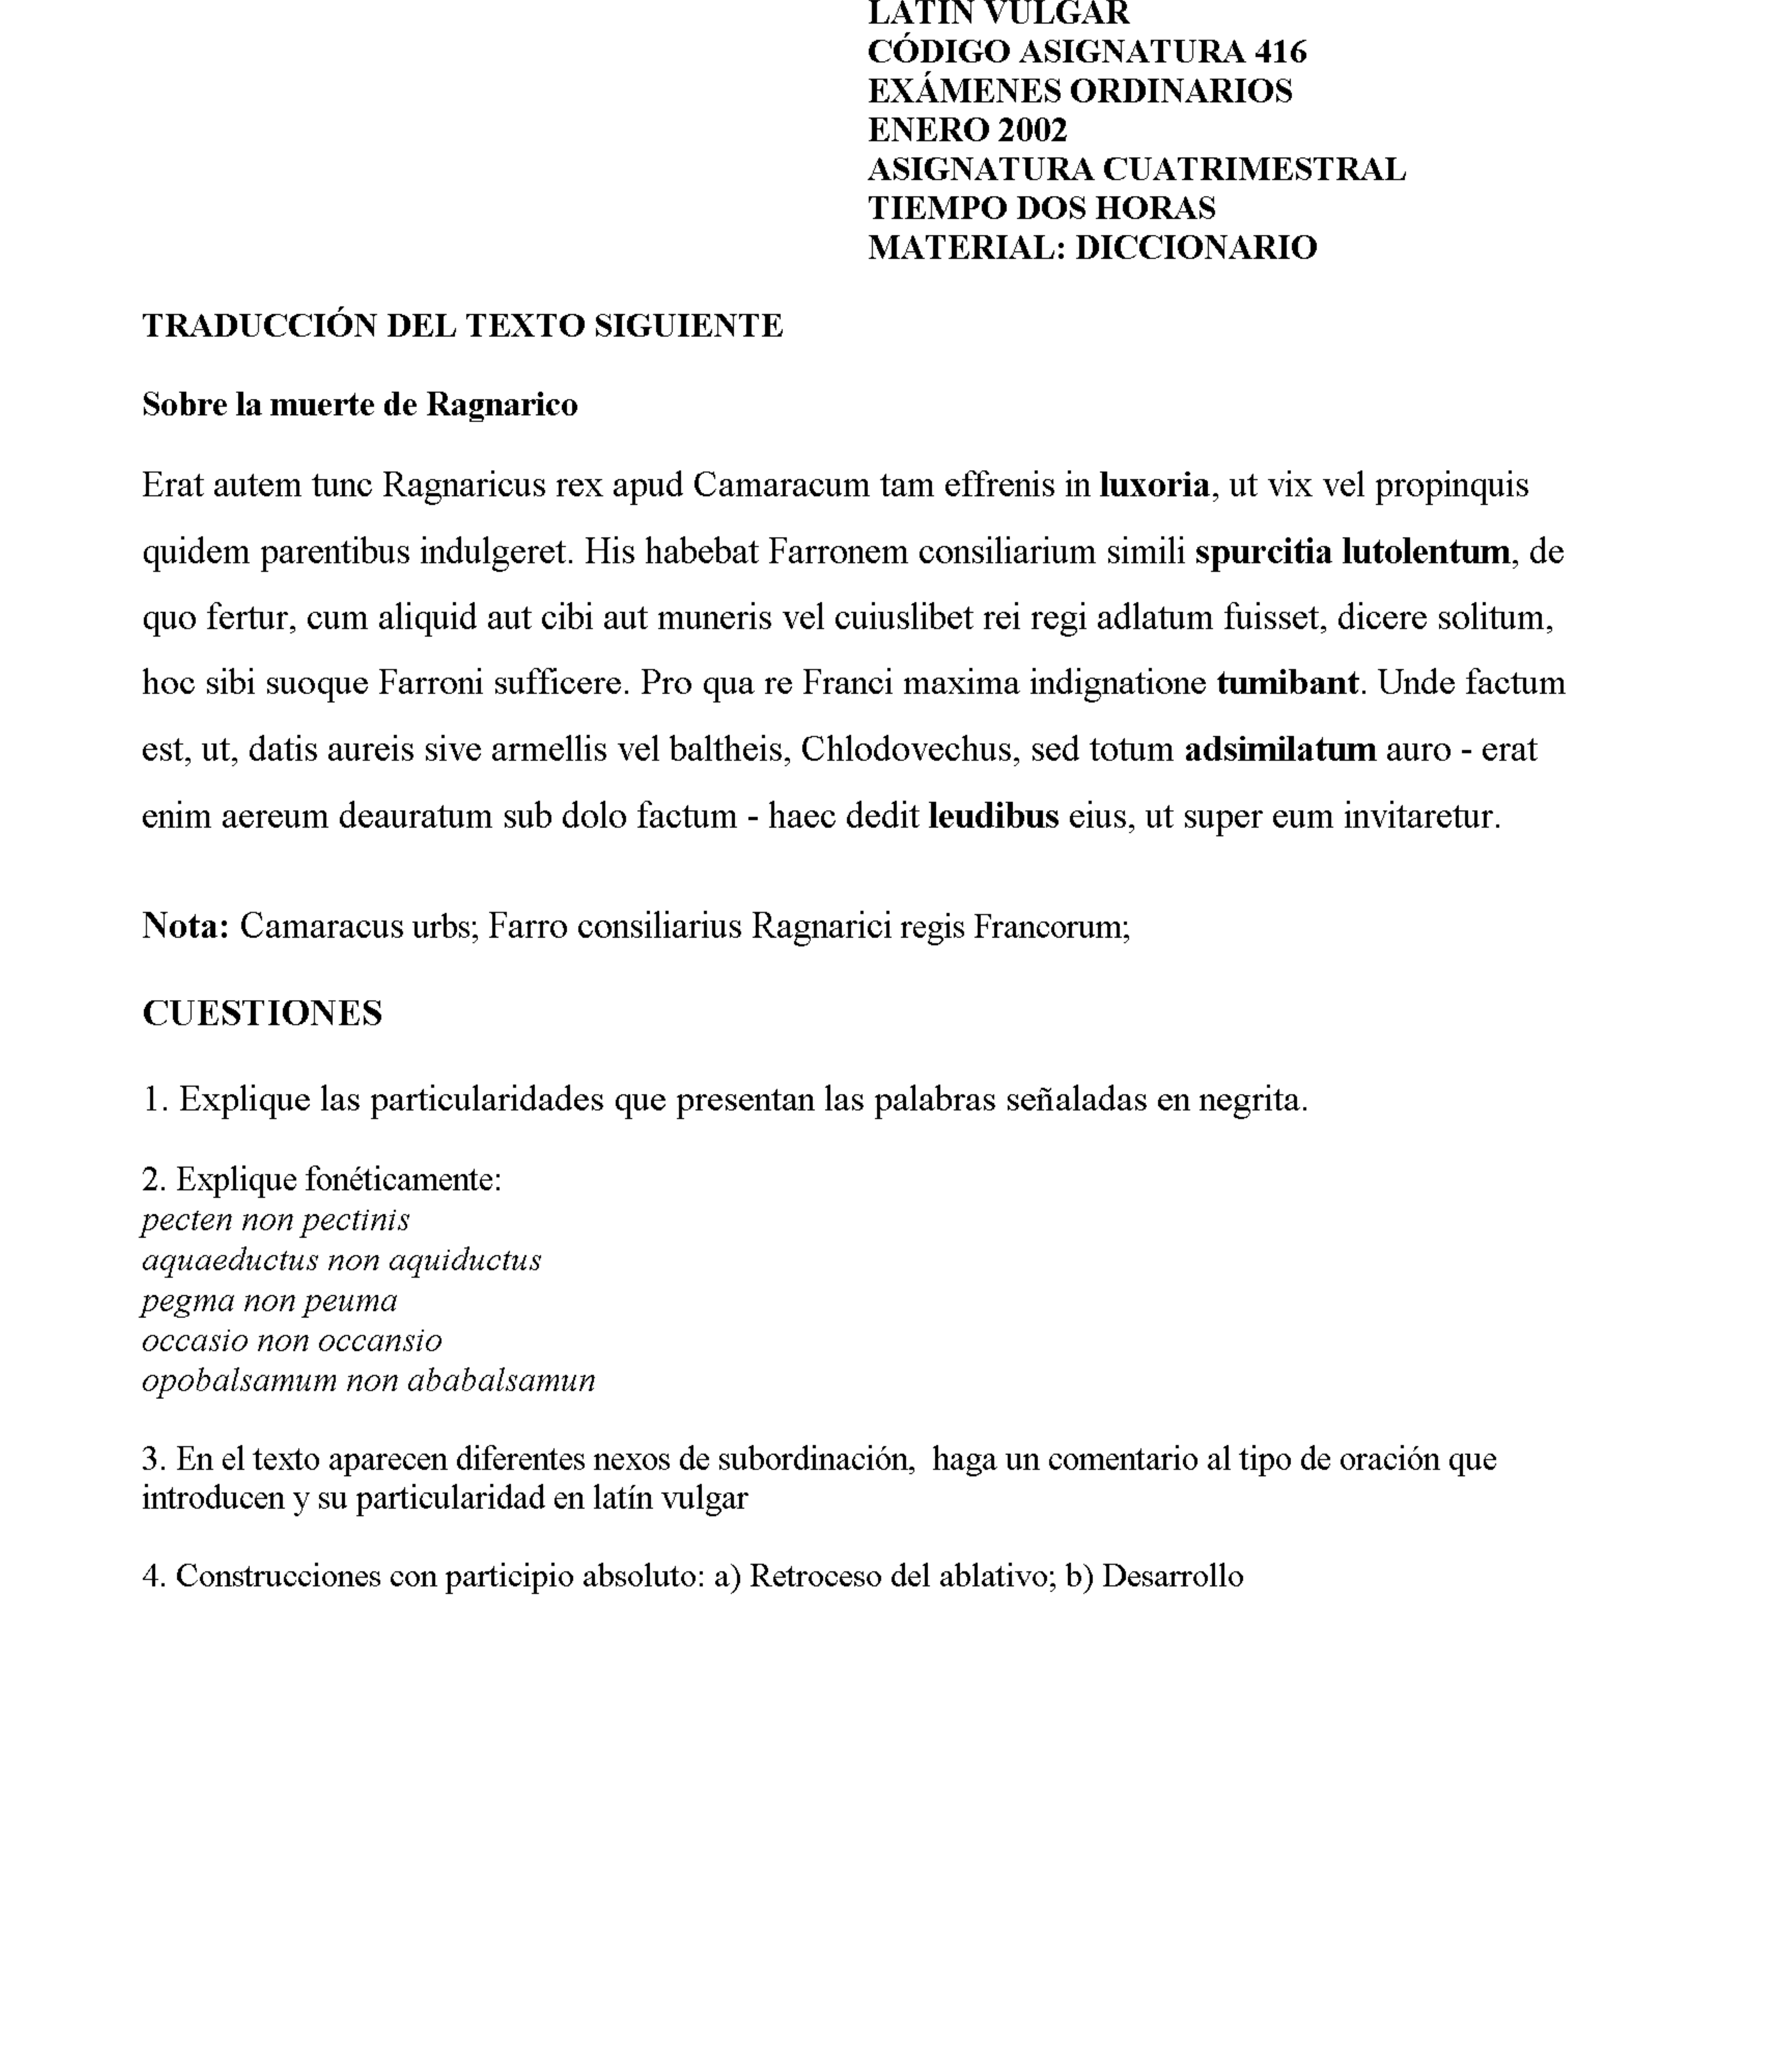 LATÍN VULGAR
CÓDIGO ASIGNATURA 416
EXÁMENES ORDINARIOS
ENERO 2002
ASIGNATURA CUATRIMESTRAL
TIEMPO DOS HORAS
MATERIAL: DICCIONARIO
TRADUCCIÓN DEL TEXTO SIGUIENTE
Sobre la muerte de Ragnarico
Erat autem tunc Ragnaricus rex apud Camaracum tam effrenis in luxoria, ut vix vel propinquis
quidem parentibus indulgeret. His habebat Farronem consiliarium simili spurcitia lutolentum, de
quo fertur, cum aliquid aut cibi aut muneris vel cuiuslibet rei regi adlatum fuisset, dicere solitum,
hoc sibi suoque Farroni sufficere. Pro qua re Franci maxima indignatione tumibant. Unde factum
est, ut, datis aureis sive armellis vel baltheis, Chlodovechus, sed totum adsimilatum auro - erat
enim aereum deauratum sub dolo factum - haec dedit leudibus eius, ut super eum invitaretur.
Nota: Camaracus urbs; Farro consiliarius Ragnarici regis Francorum;
CUESTIONES
1. Explique las particularidades que presentan las palabras señaladas en negrita.
2. Explique fonéticamente:
pecten non pectinis
aquaeductus non aquiductus
pegma non peuma
occasio non occansio
opobalsamum non ababalsamun
3. En el texto aparecen diferentes nexos de subordinación,  haga un comentario al tipo de oración que
introducen y su particularidad en latín vulgar
4. Construcciones con participio absoluto: a) Retroceso del ablativo; b) Desarrollo